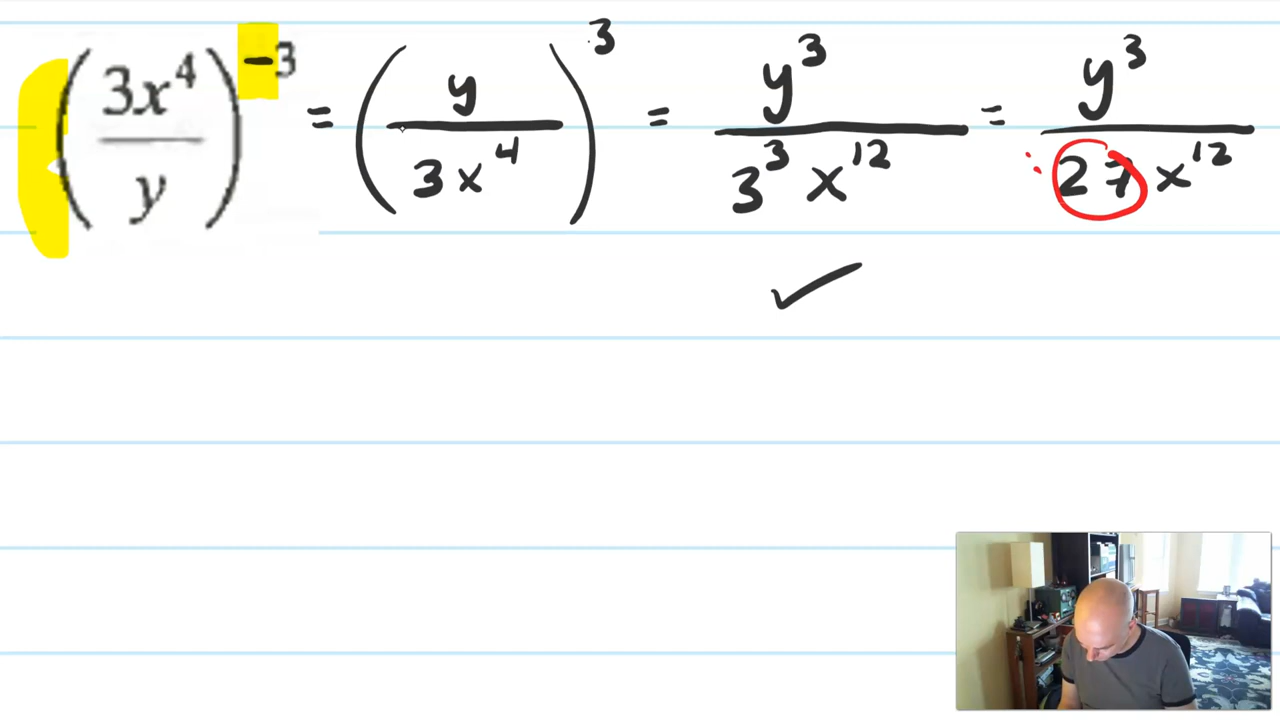 (3x⁴/y)⁻³ = (y/3x⁴)³ = y³/3³x¹² = y³/27x¹²